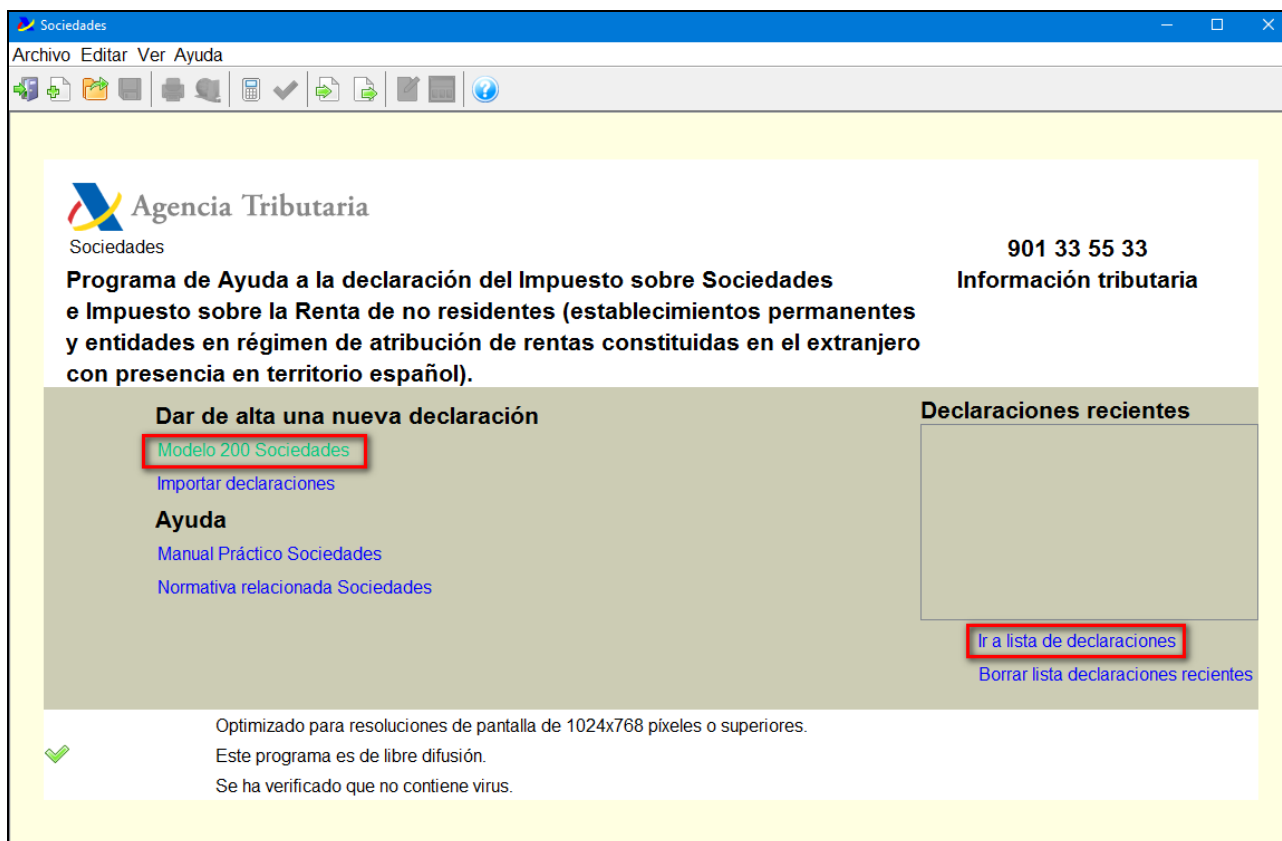 Sociedades
Archivo Editar Ver Ayuda
Agencia Tributaria
Sociedades
901 33 55 33
Programa de Ayuda a la declaración del Impuesto sobre Sociedades
Información tributaria
e Impuesto sobre la Renta de no residentes (establecimientos permanentes
y entidades en régimen de atribución de rentas constituidas en el extranjero
con presencia en territorio español).
Dar de alta una nueva declaración
Modelo 200 Sociedades
Importar declaraciones
Ayuda
Manual Práctico Sociedades
Normativa relacionada Sociedades
Declaraciones recientes
Ir a lista de declaraciones
Borrar lista declaraciones recientes
Optimizado para resoluciones de pantalla de 1024x768 píxeles o superiores.
Este programa es de libre difusión.
Se ha verificado que no contiene virus.